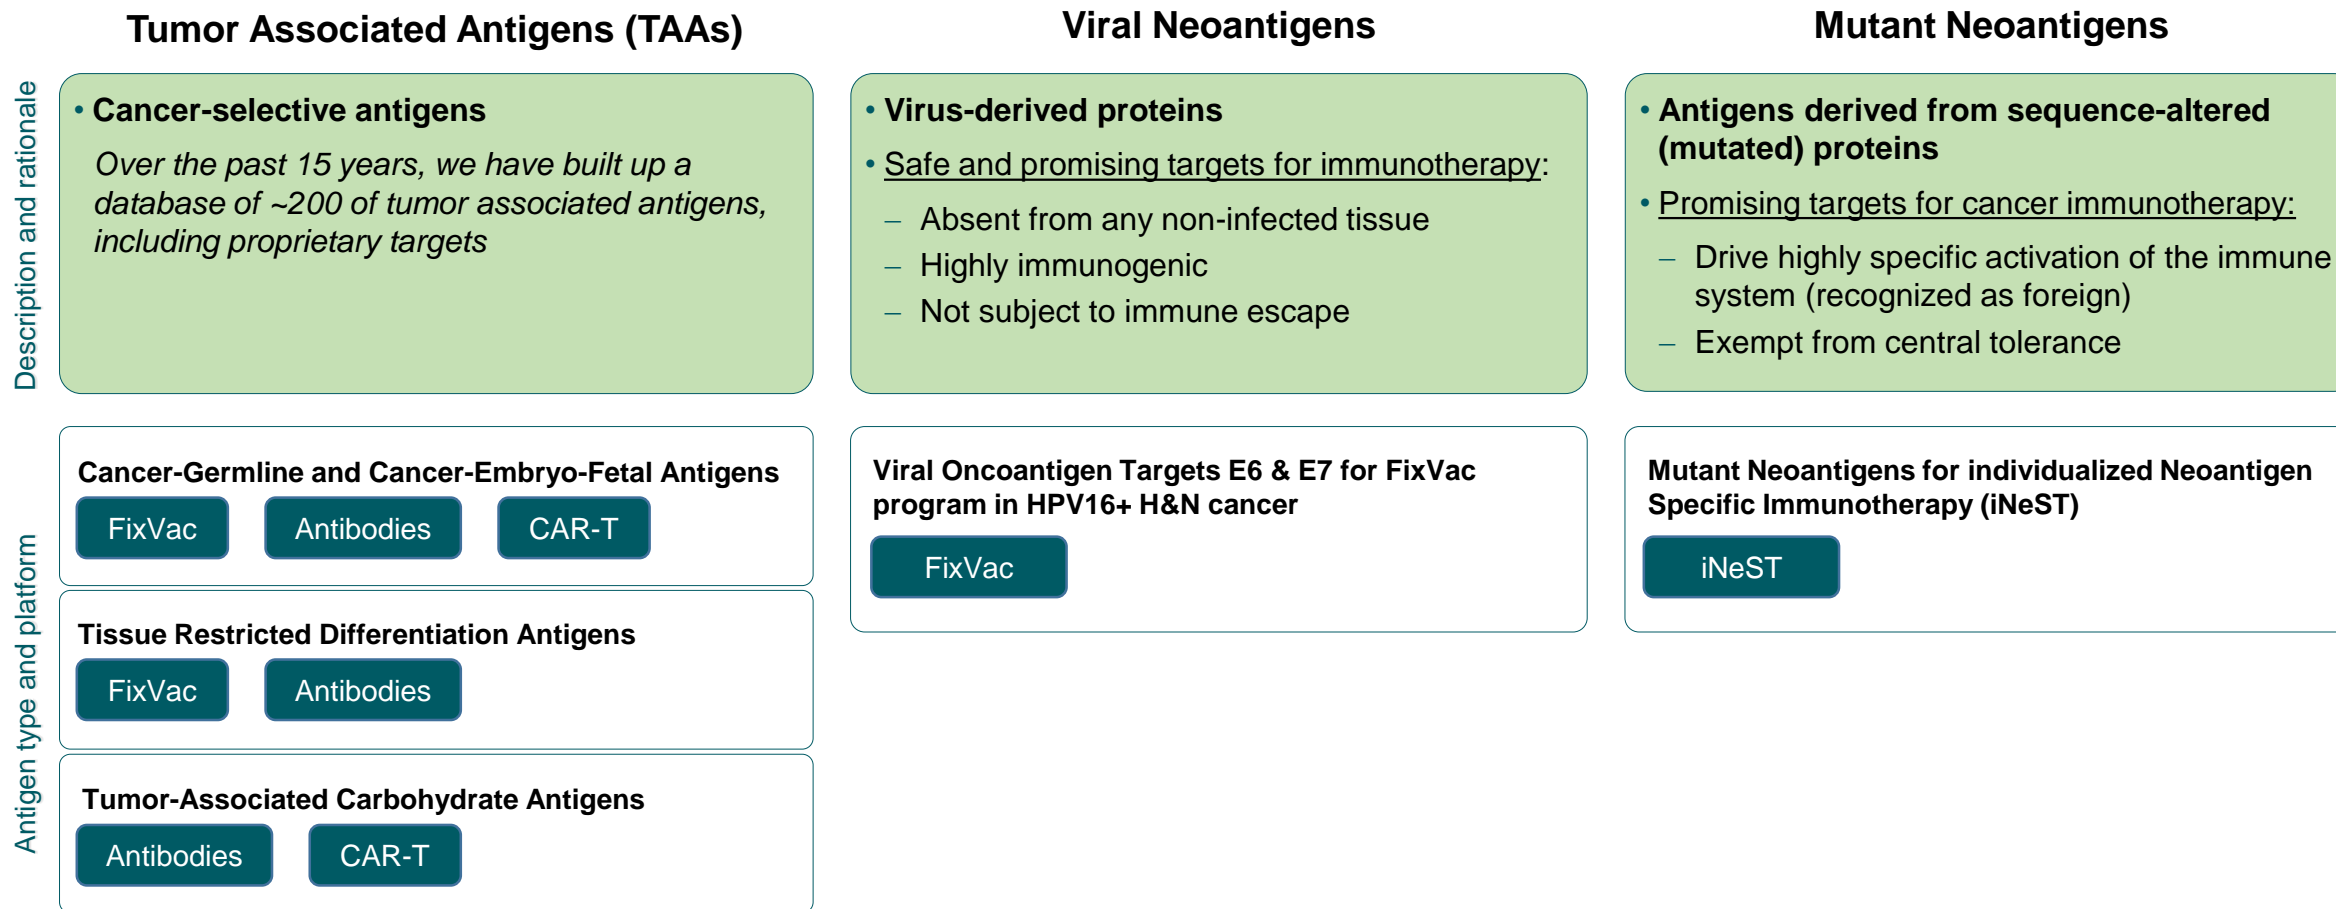 Tumor Associated Antigens (TAAs)
Viral Neoantigens
Mutant Neoantigens
Description and rationale
• Cancer-selective antigens
Over the past 15 years, we have built up a
database of ~200 of tumor associated antigens,
including proprietary targets
• Virus-derived proteins
• Safe and promising targets for immunotherapy:
– Absent from any non-infected tissue
– Highly immunogenic
– Not subject to immune escape
• Antigens derived from sequence-altered
(mutated) proteins
• Promising targets for cancer immunotherapy:
– Drive highly specific activation of the immune
system (recognized as foreign)
– Exempt from central tolerance
Antigen type and platform
Cancer-Germline and Cancer-Embryo-Fetal Antigens
FixVac Antibodies CAR-T
Tissue Restricted Differentiation Antigens
FixVac Antibodies
Tumor-Associated Carbohydrate Antigens
Antibodies CAR-T
Viral Oncoantigen Targets E6 & E7 for FixVac
program in HPV16+ H&N cancer
FixVac
Mutant Neoantigens for individualized Neoantigen
Specific Immunotherapy (iNeST)
iNeST